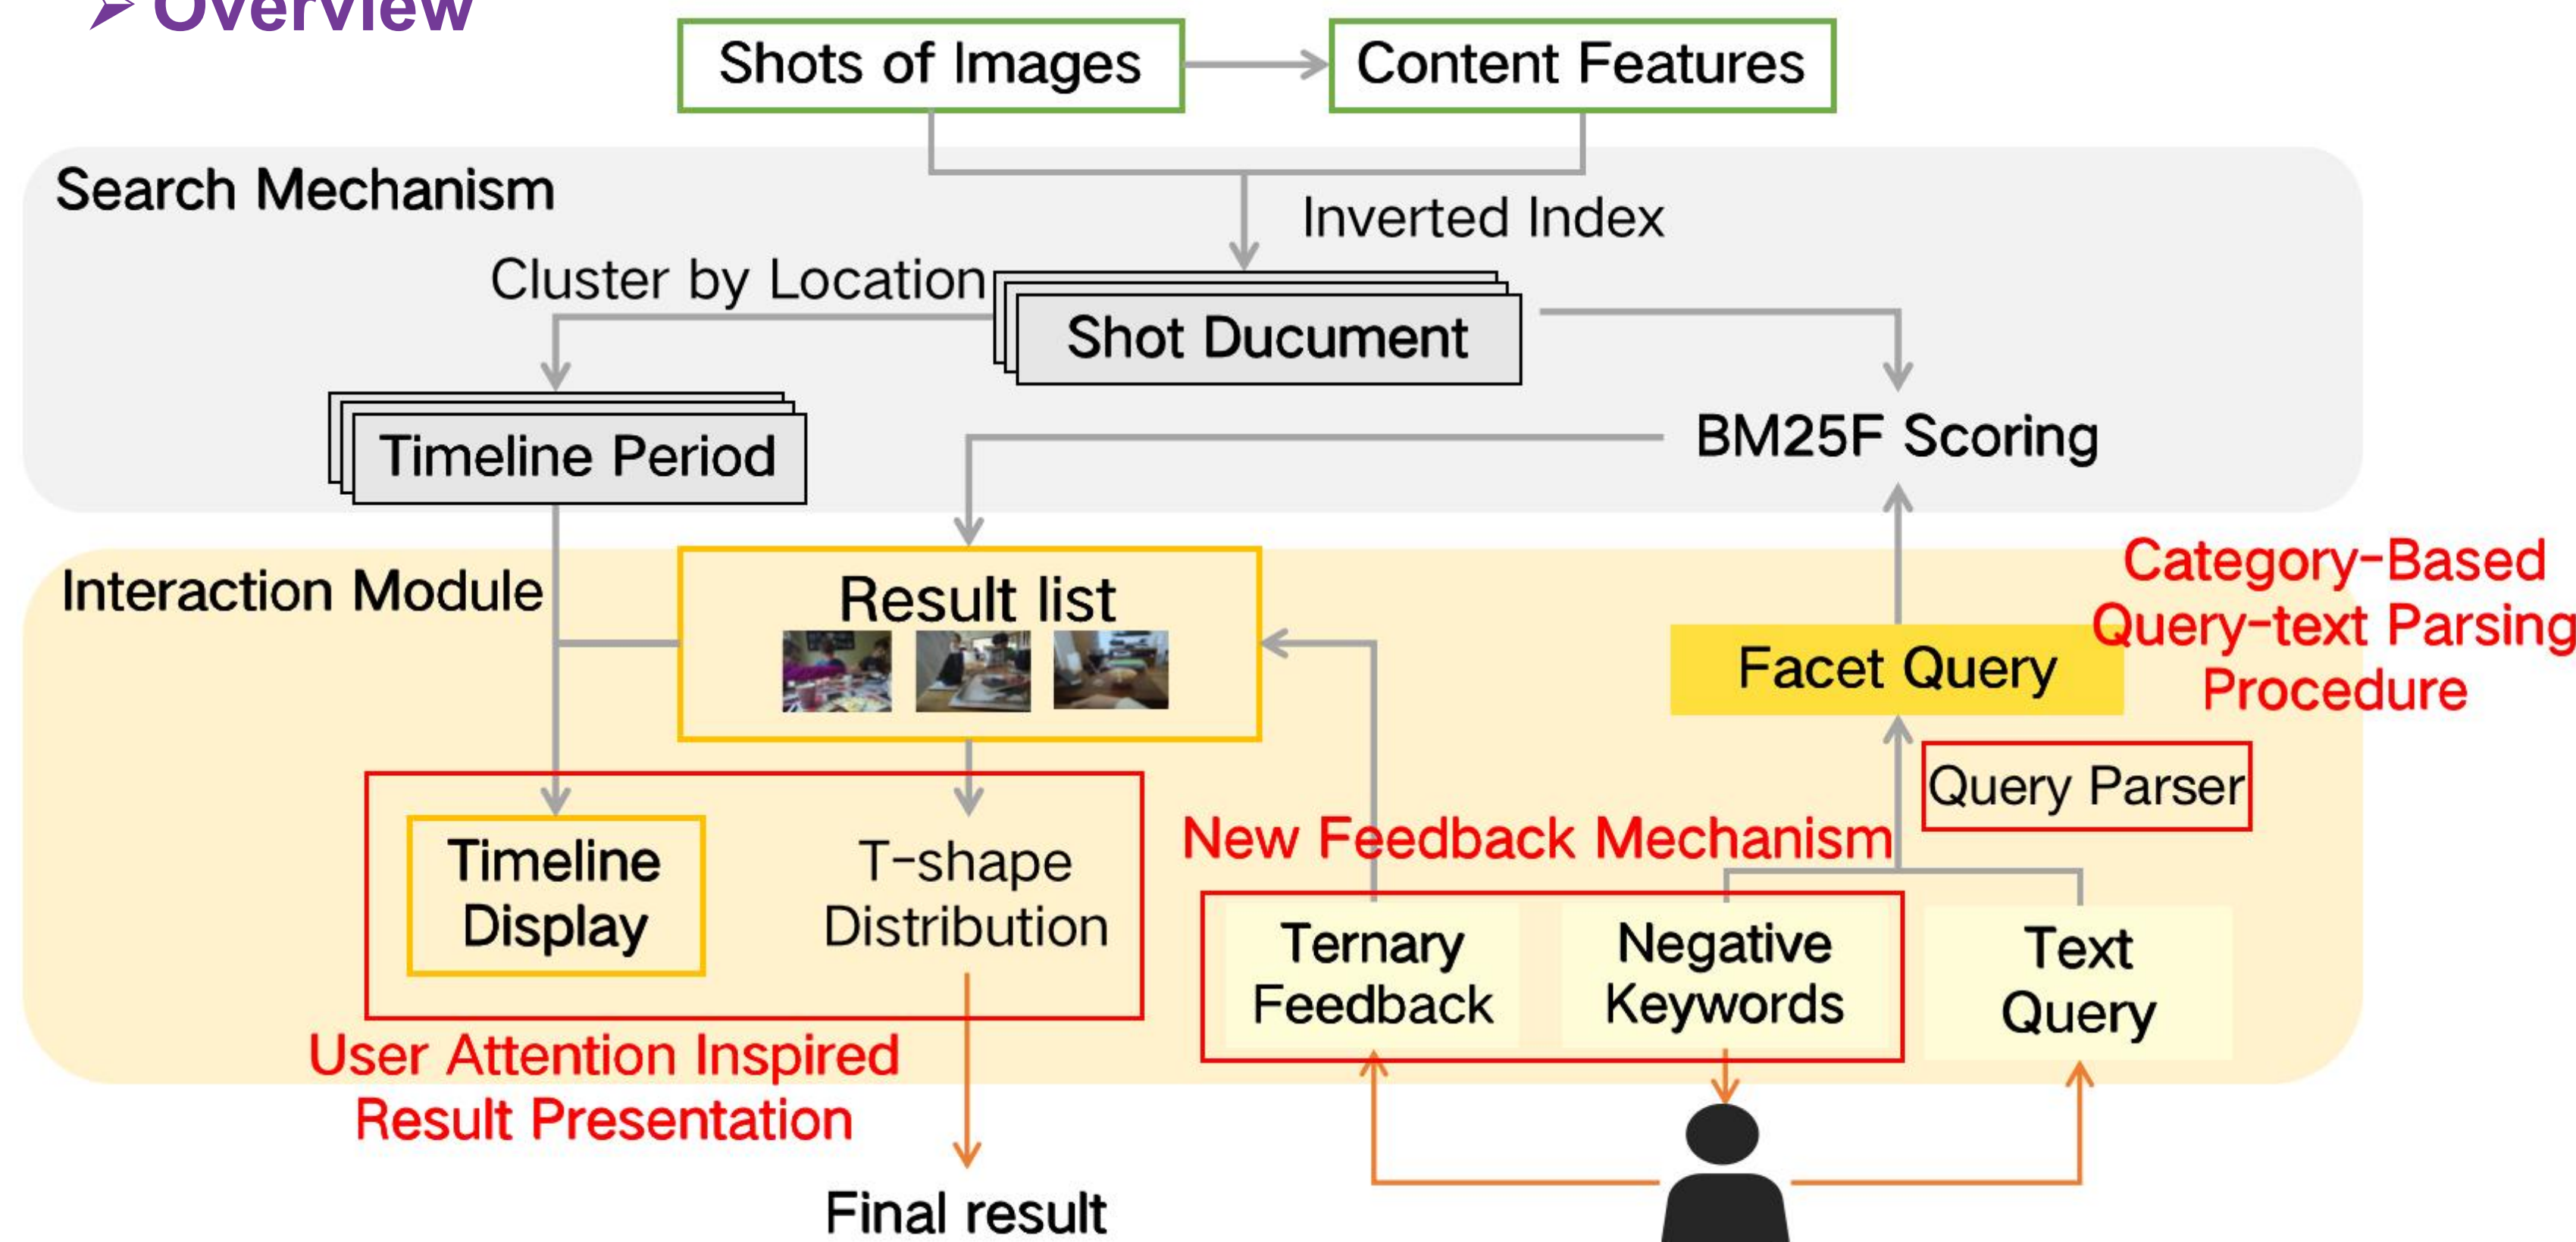 ➢ Overview
Shots of Images
Content Features
Search Mechanism
Inverted Index
Cluster by Location
Shot Ducument
Timeline Period
BM25F Scoring
Interaction Module
Result list
Category-Based
Query-text Parsing
Procedure
Facet Query
Query Parser
New Feedback Mechanism
Timeline
Display
T-shape
Distribution
Ternary
Feedback
Negative
Keywords
Text
Query
User Attention Inspired
Result Presentation
Final result